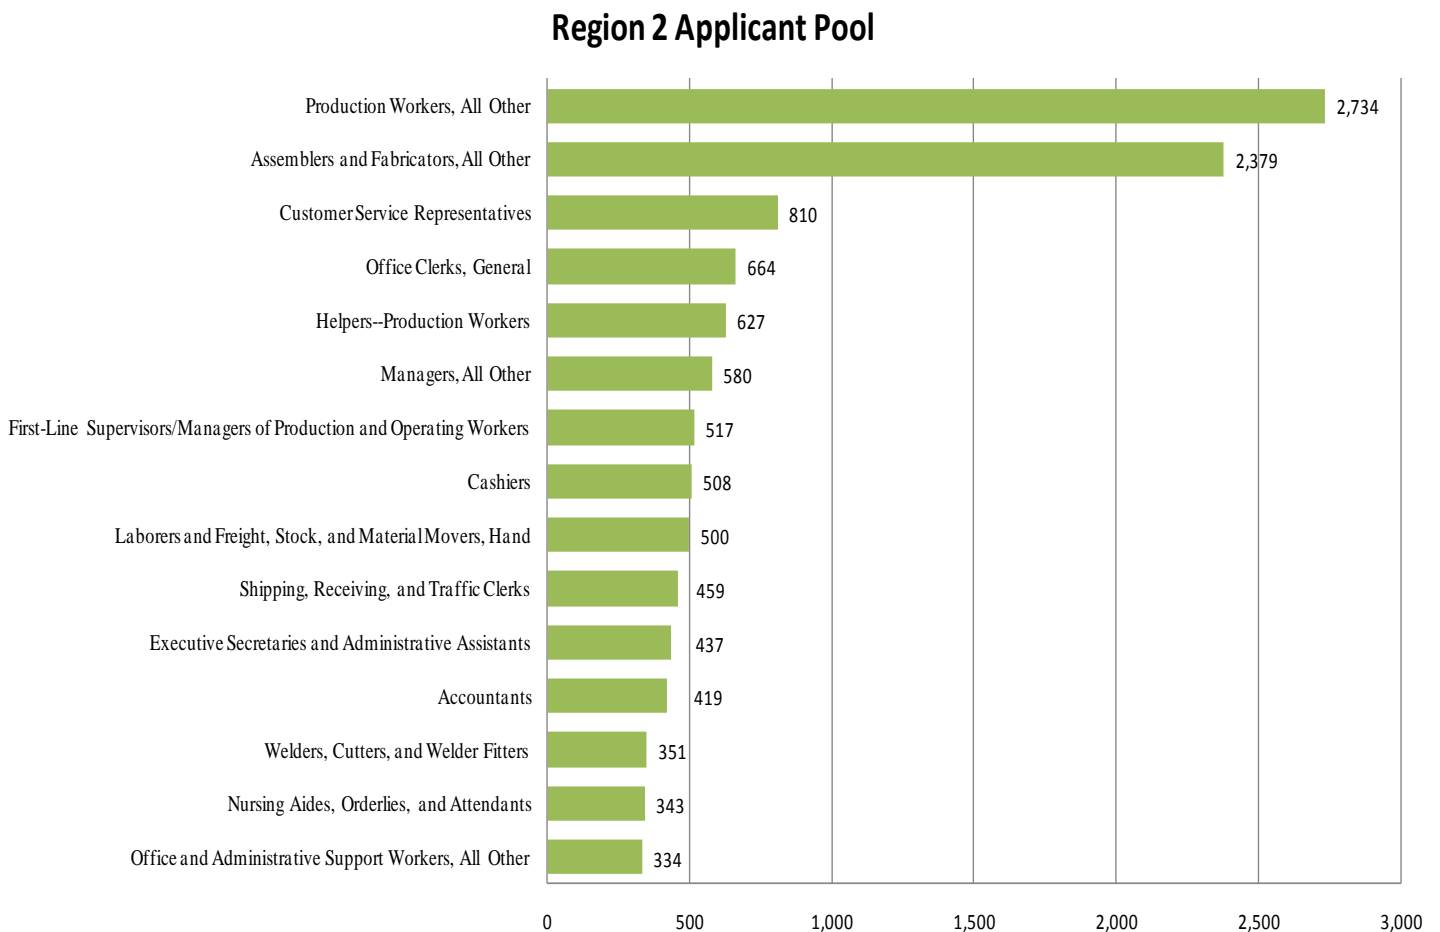 Region 2 Applicant Pool
Production Workers, All Other 2,734
Assemblers and Fabricators, All Other 2,379
Customer Service Representatives 810
Office Clerks, General 664
Helpers--Production Workers 627
Managers, All Other 580
First-Line Supervisors/Managers of Production and Operating Workers 517
Cashiers 508
Laborers and Freight, Stock, and Material Movers, Hand 500
Shipping, Receiving, and Traffic Clerks 459
Executive Secretaries and Administrative Assistants 437
Accountants 419
Welders, Cutters, and Welder Fitters 351
Nursing Aides, Orderlies, and Attendants 343
Office and Administrative Support Workers, All Other 334
0 500 1,000 1,500 2,000 2,500 3,000